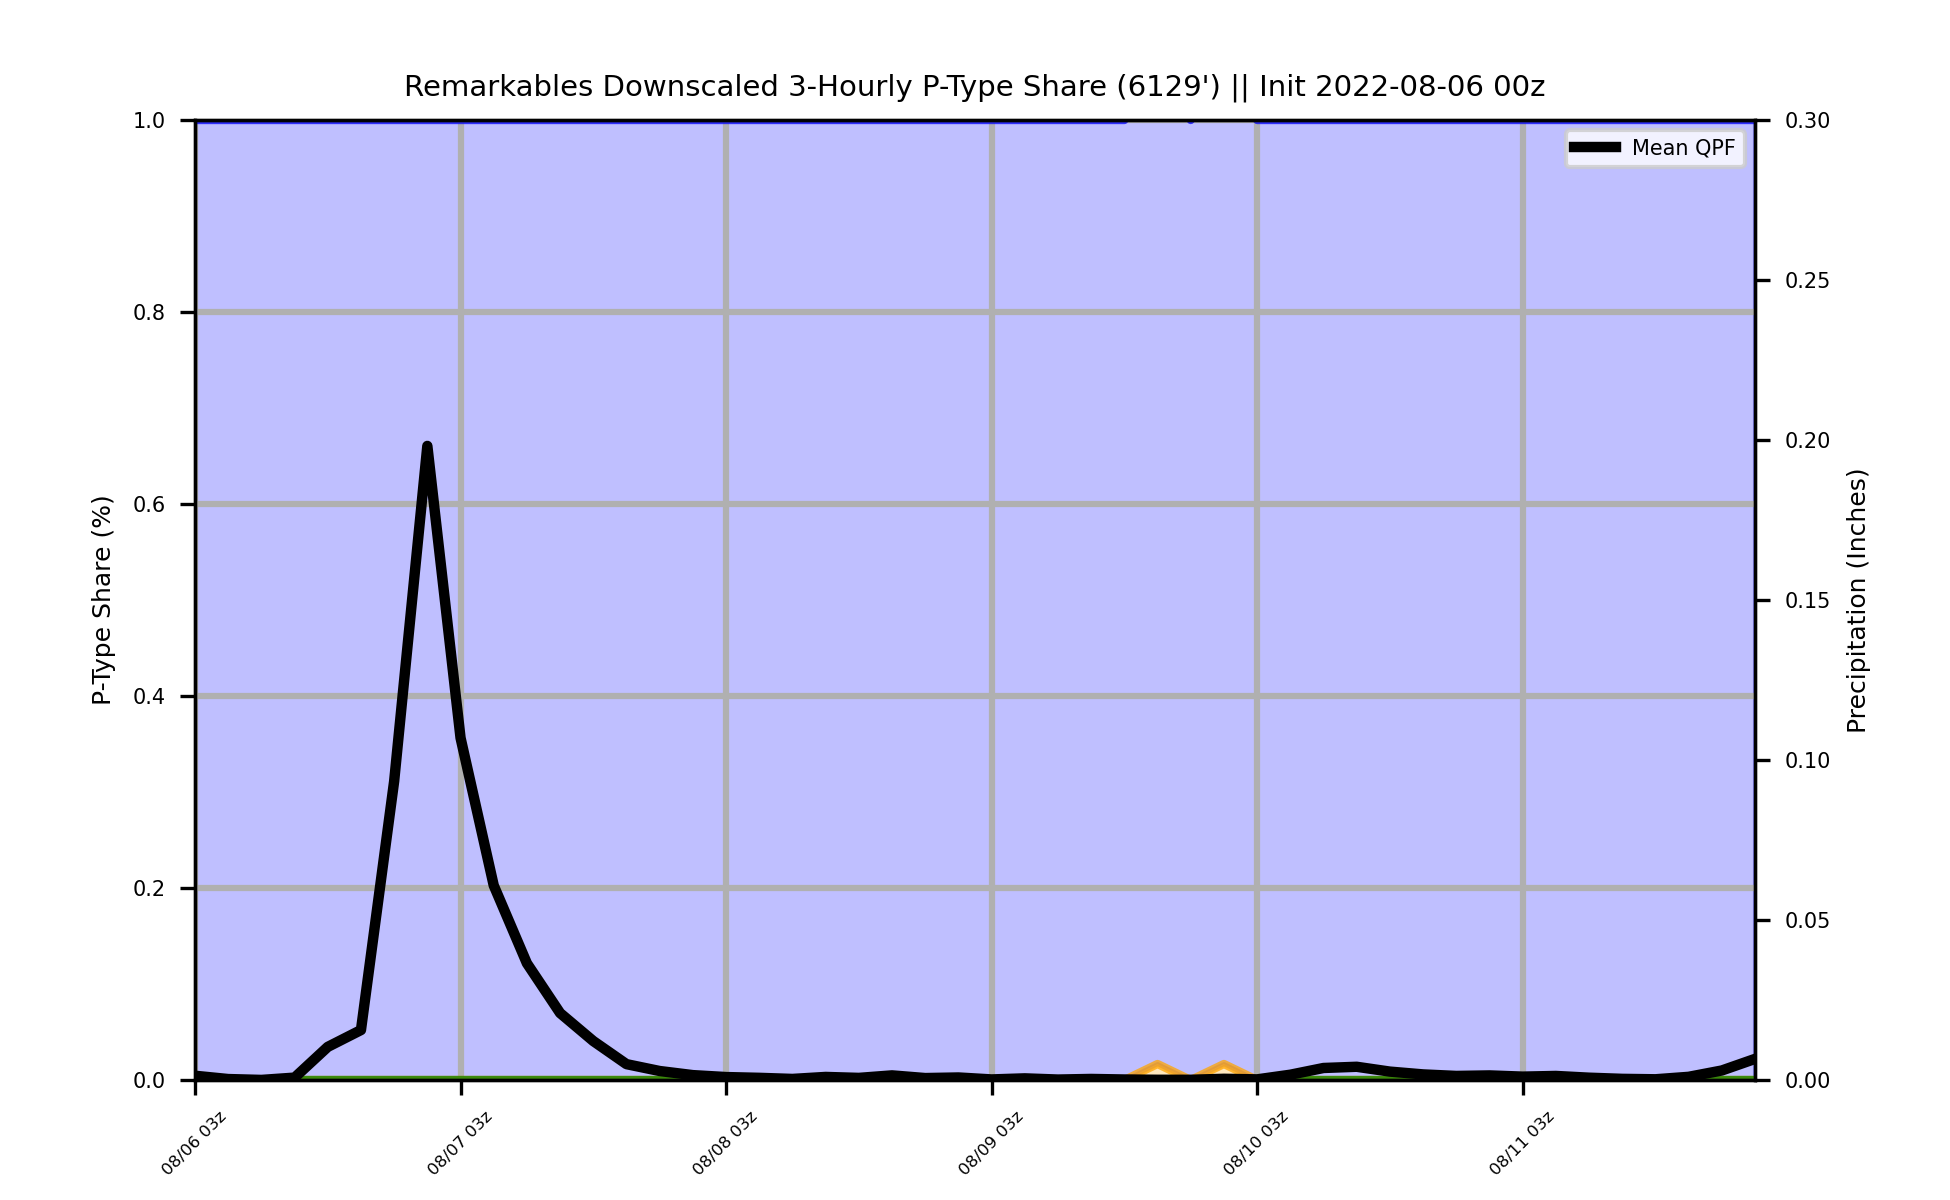 Remarkables Downscaled 3-Hourly P-Type Share (6129') || Init 2022-08-06 00z
Mean QPF
P-Type Share (%)
1.0
0.8
0.6
0.4
0.2
0.0
0.30
0.25
0.20
0.15
0.10
0.05
0.00
Precipitation (Inches)
08/06 03z
08/07 03z
08/08 03z
08/09 03z
08/10 03z
08/11 03z